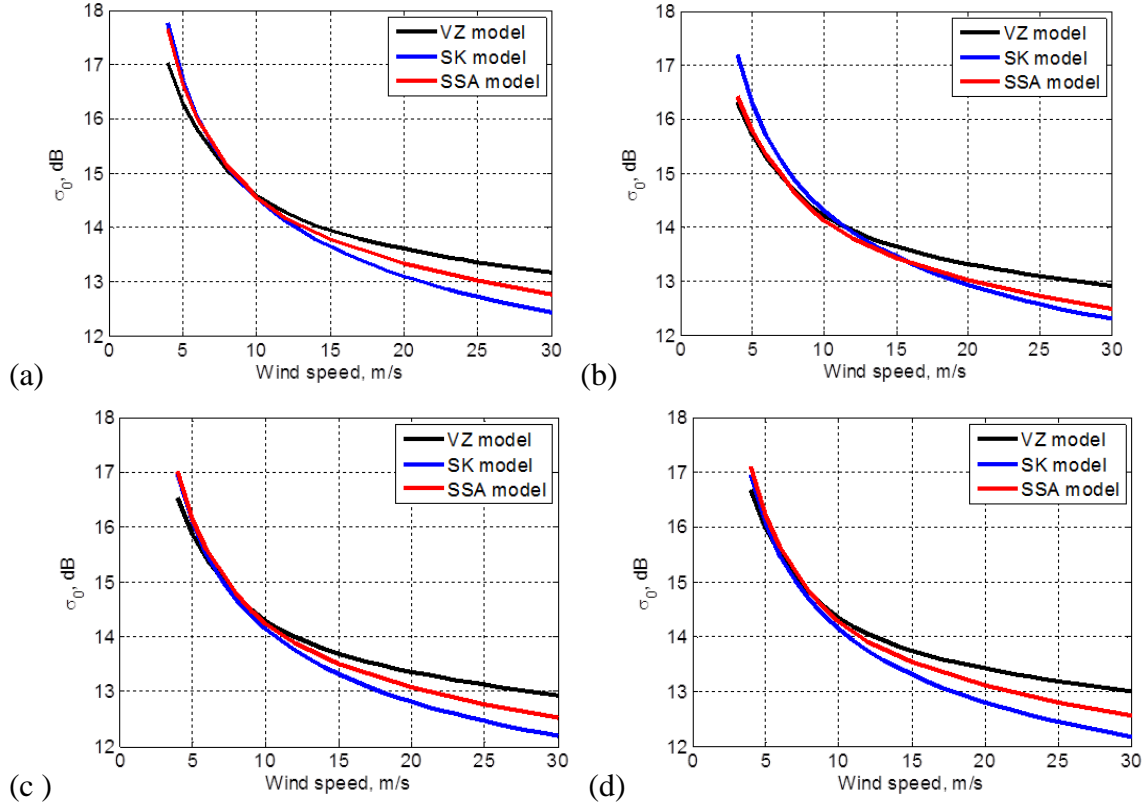 18
17
16
15
14
13
12
σ₀, dB
0 5 10 15 20 25 30
Wind speed, m/s
VZ model
SK model
SSA model
(a)
18
17
16
15
14
13
12
σ₀, dB
0 5 10 15 20 25 30
Wind speed, m/s
VZ model
SK model
SSA model
(b)
18
17
16
15
14
13
12
σ₀, dB
0 5 10 15 20 25 30
Wind speed, m/s
VZ model
SK model
SSA model
(c )
18
17
16
15
14
13
12
σ₀, dB
0 5 10 15 20 25 30
Wind speed, m/s
VZ model
SK model
SSA model
(d)